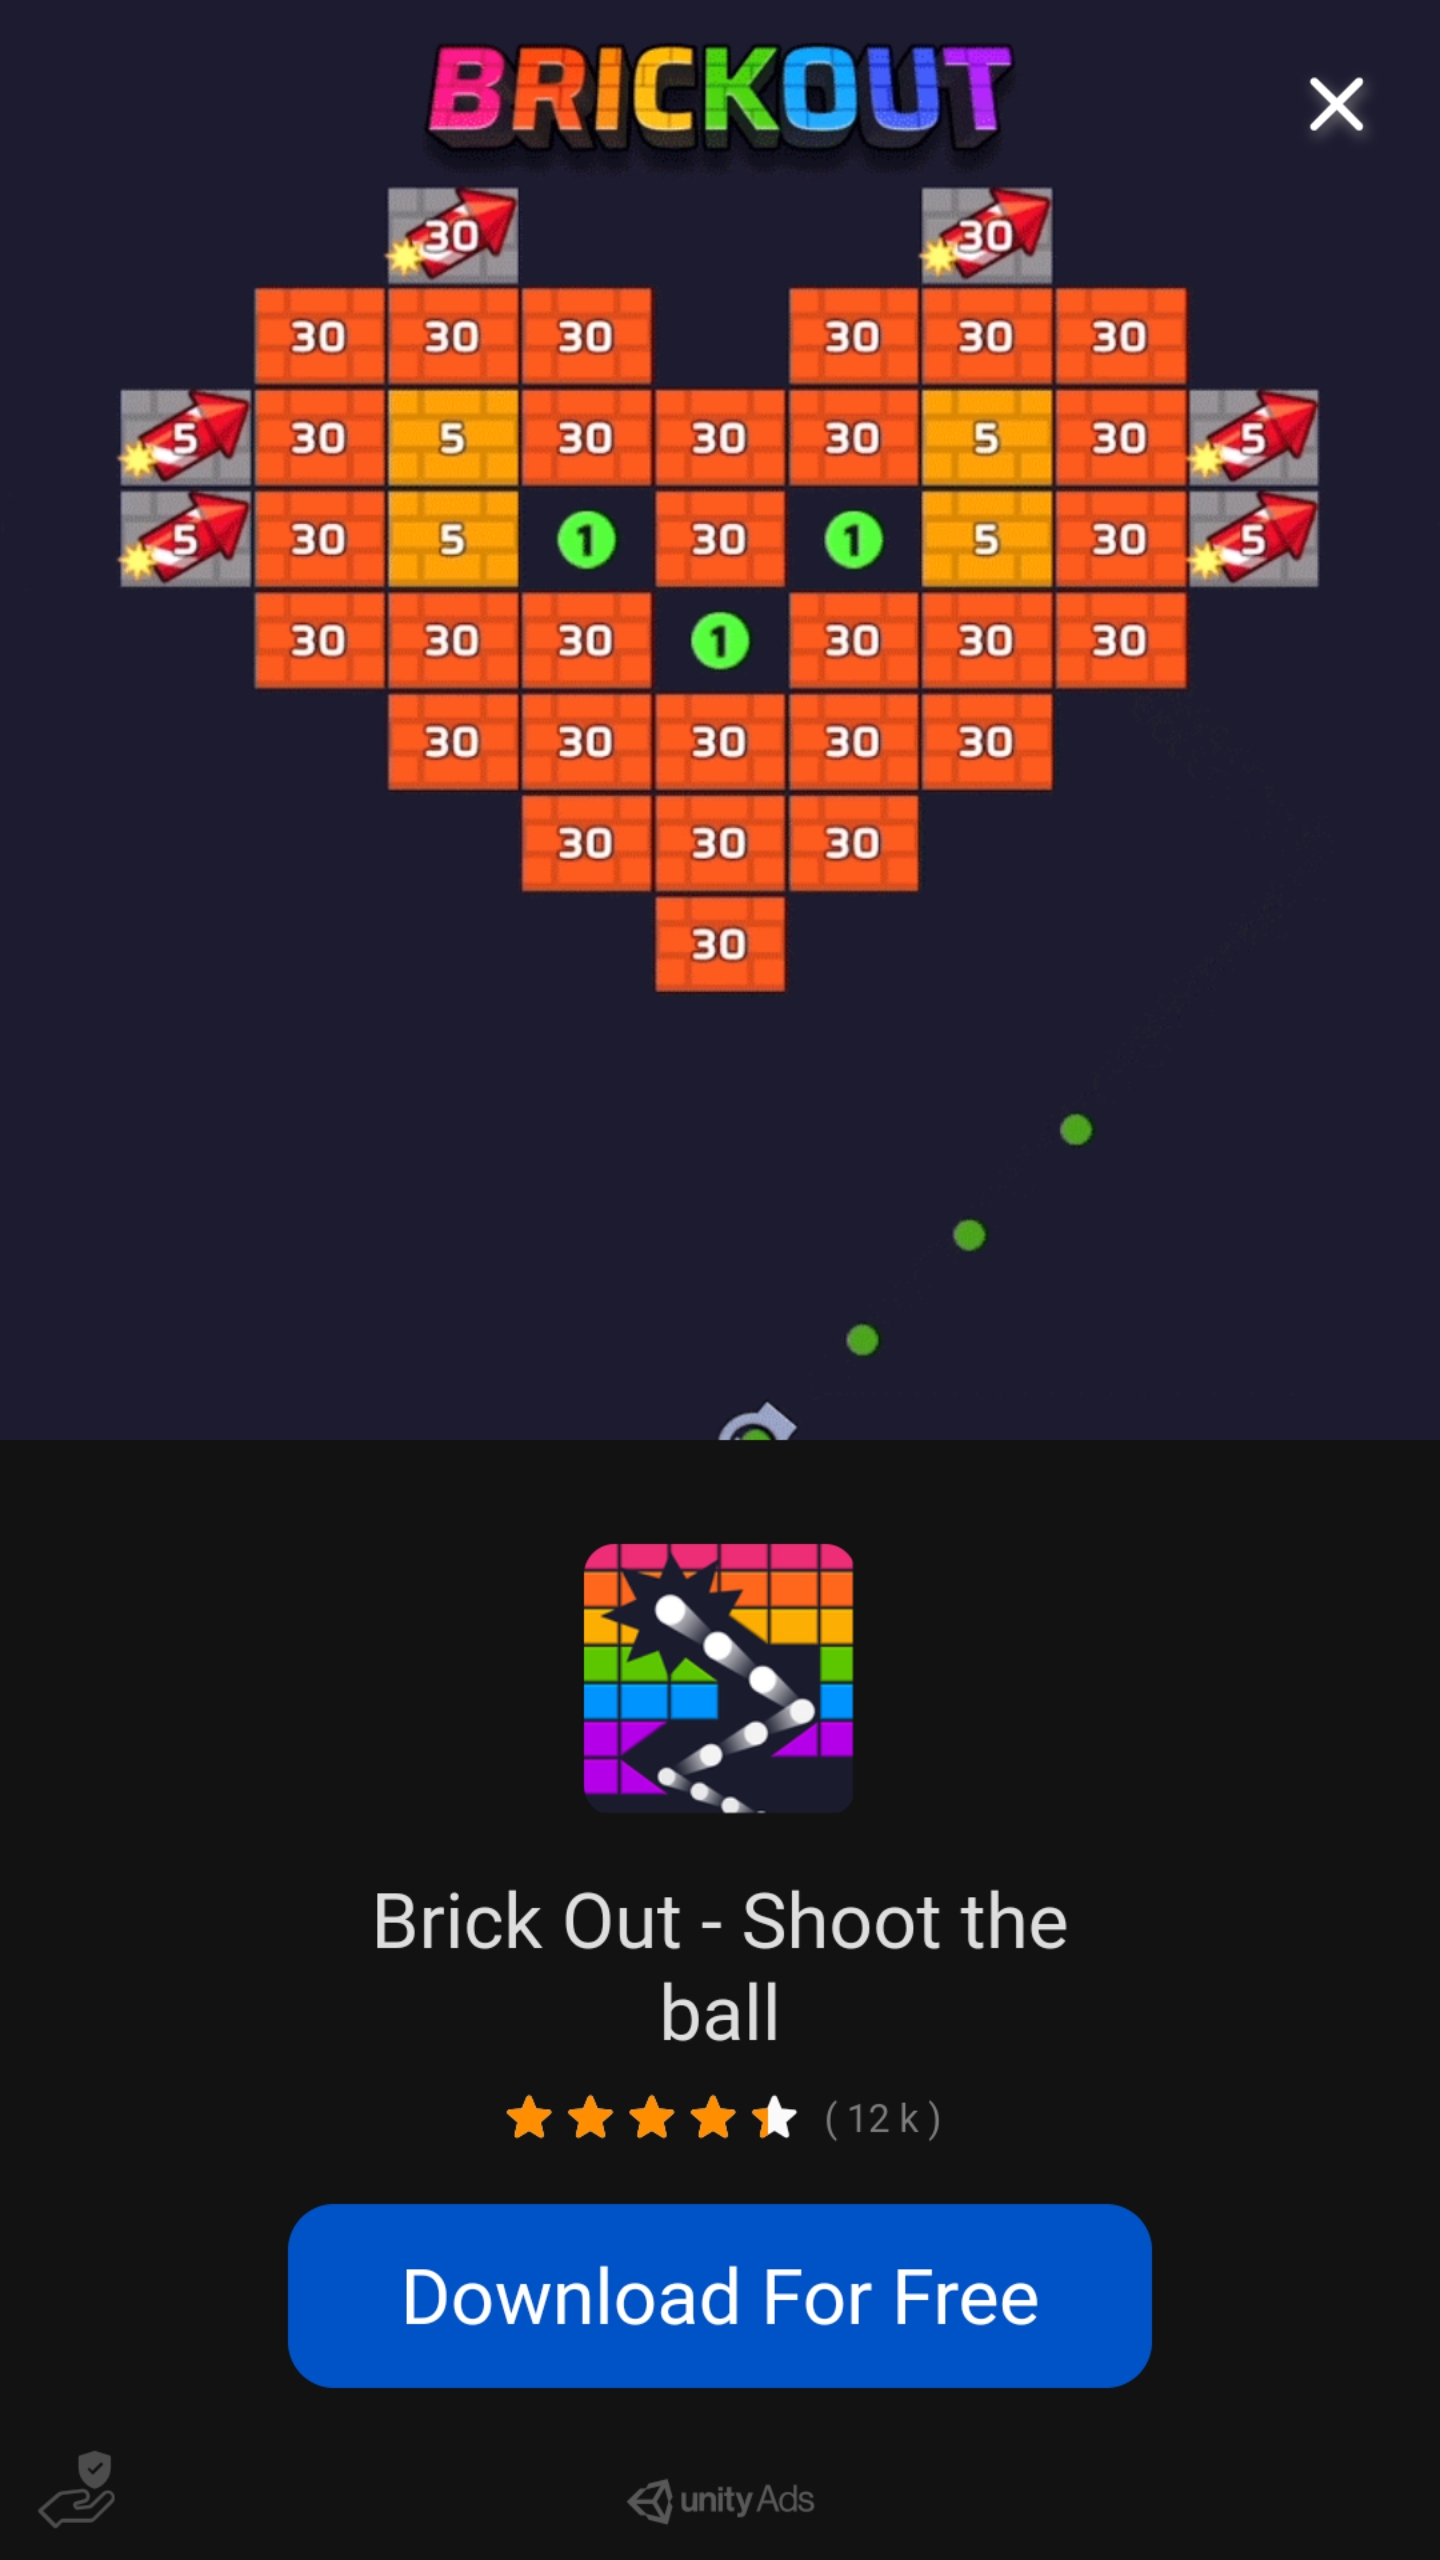 BRICKOUT
30 30
30 30 30 30 30 30
5 30 5 30 30 30 5 30 5
5 30 5 1 30 1 5 30 5
30 30 30 1 30 30 30
30 30 30 30 30
30 30 30
30
Brick Out - Shoot the
ball
( 12 k )
Download For Free
unity Ads